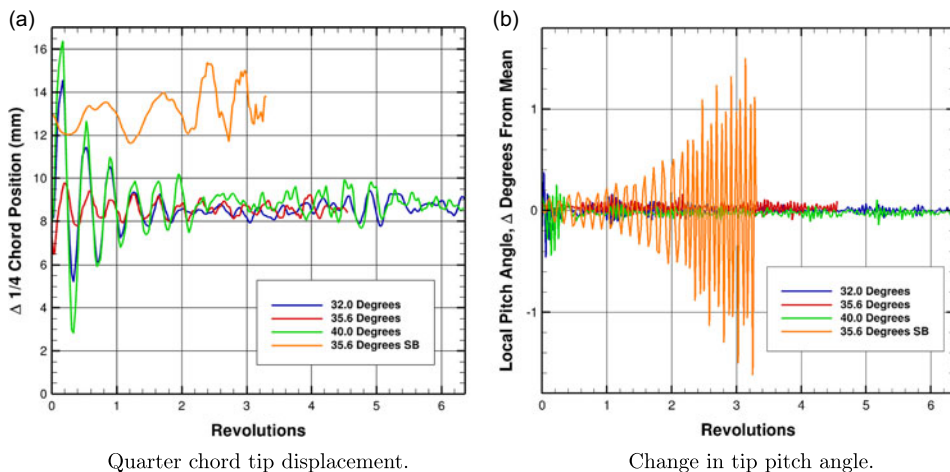 (a)
16
14
12
10
8
6
4
2
0
Δ 1/4 Chord Position (mm)
32.0 Degrees
35.6 Degrees
40.0 Degrees
35.6 Degrees SB
0 1 2 3 4 5 6
Revolutions
Quarter chord tip displacement.
(b)
1
0
-1
Local Pitch Angle, Δ Degrees From Mean
32.0 Degrees
35.6 Degrees
40.0 Degrees
35.6 Degrees SB
0 1 2 3 4 5 6
Revolutions
Change in tip pitch angle.